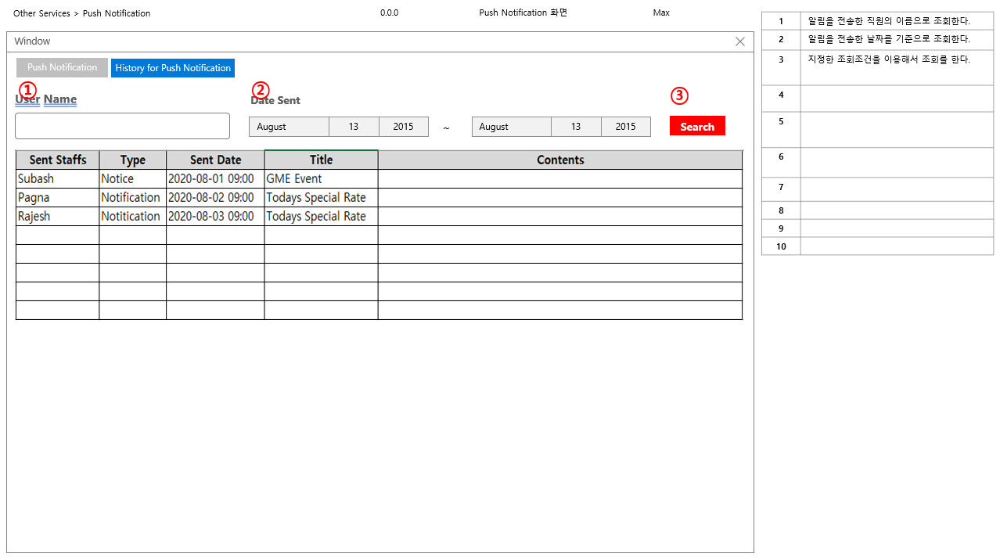 Other Services > Push Notification 0.0.0 Push Notification 화면 Max
Window
Push Notification History for Push Notification
① ② ③
User Name Date Sent
August 13 2015 ~ August 13 2015 Search
Sent Staffs Type Sent Date Title Contents
Subash Notice 2020-08-01 09:00 GME Event
Pagna Notification 2020-08-02 09:00 Todays Special Rate
Rajesh Notitication 2020-08-03 09:00 Todays Special Rate
1 알림을 전송한 직원의 이름으로 조회한다.
2 알림을 전송한 날짜를 기준으로 조회한다.
3 지정한 조회조건을 이용해서 조회를 한다.
4
5
6
7
8
9
10